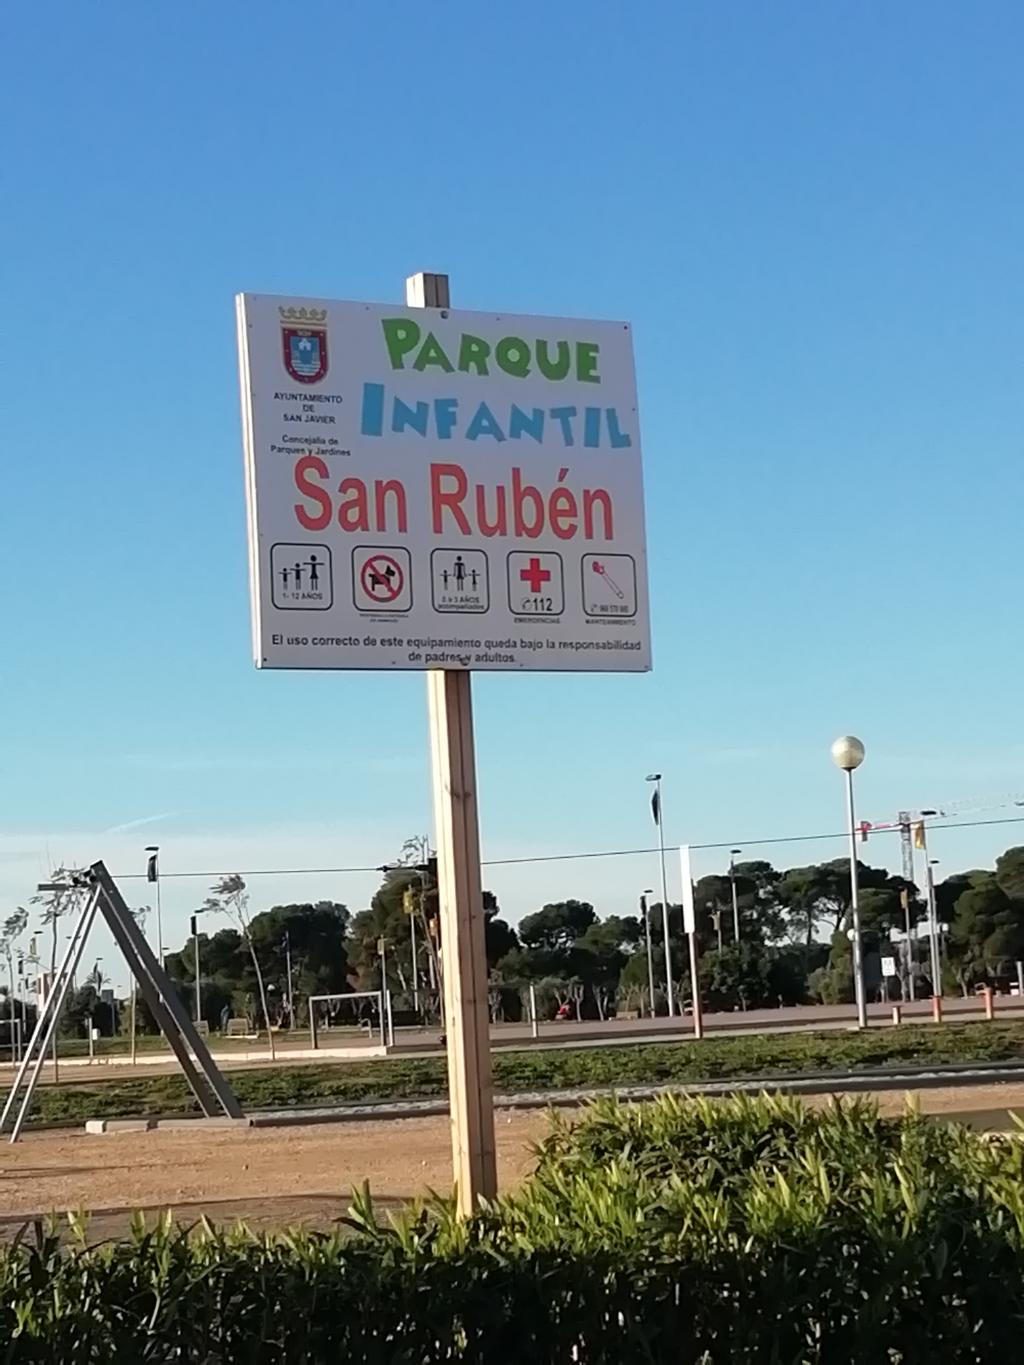 PARQUE
INFANTIL
AYUNTAMIENTO
DE
SAN JAVIER
Concejalía de
Parques y Jardines
San Rubén
1- 12 AÑOS
0 a 3 AÑOS
acompañados
112
EMERGENCIAS
MANTENIMIENTO
El uso correcto de este equipamiento queda bajo la responsabilidad
de padres y adultos.